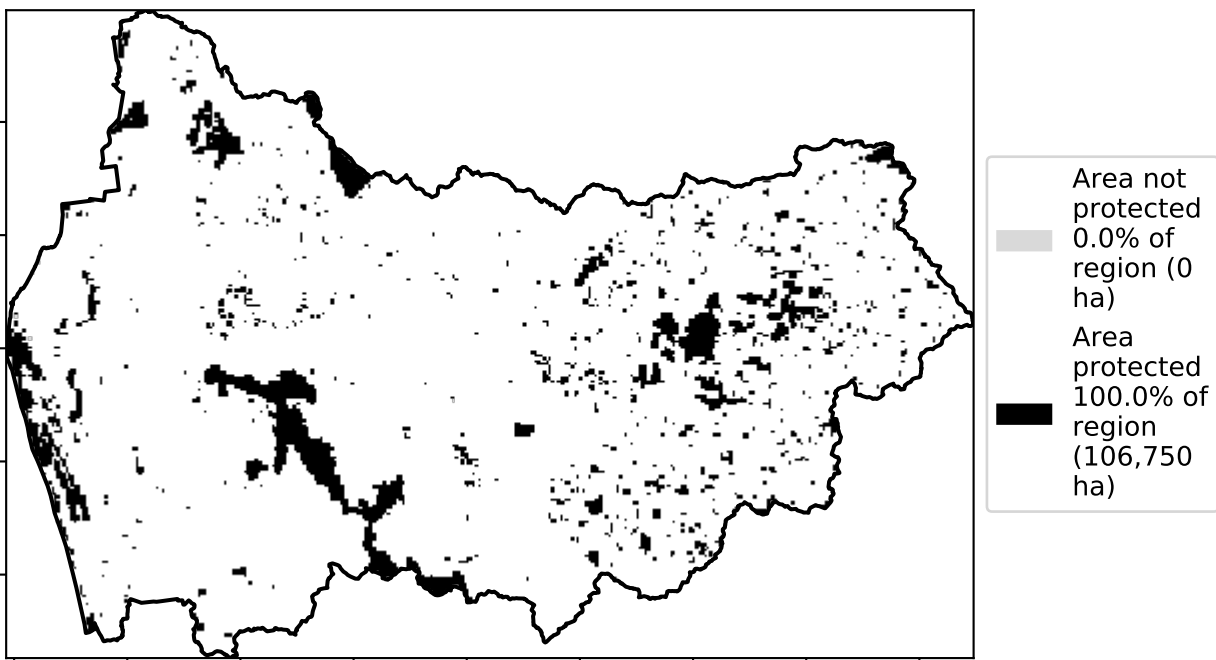 Area not
protected
0.0% of
region (0
ha)
Area
protected
100.0% of
region
(106,750
ha)